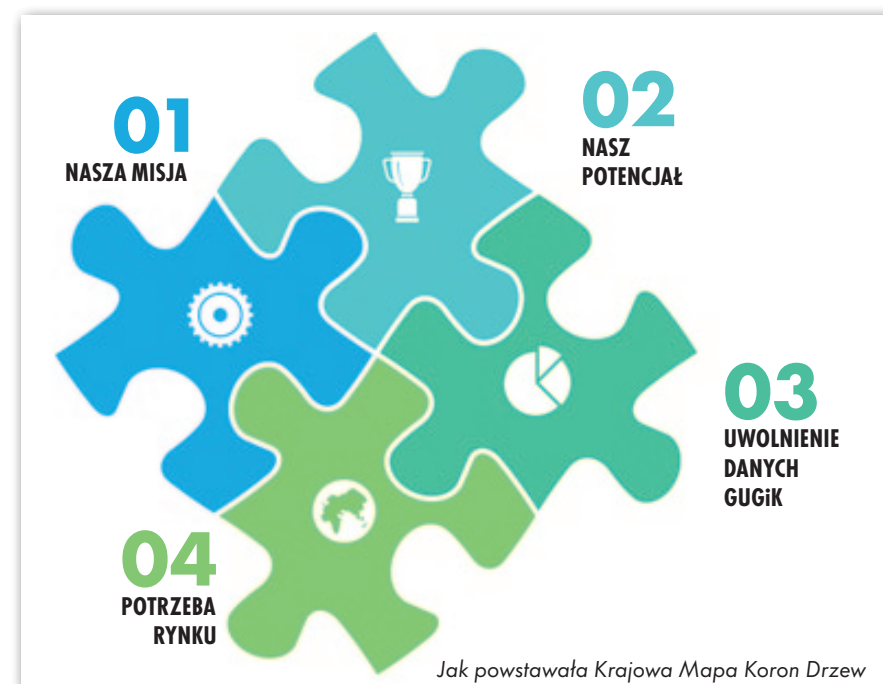 01
NASZA MISJA
02
NASZ
POTENCJAŁ
03
UWOLNIENIE
DANYCH
GUGiK
04
POTRZEBA
RYNKU
Jak powstawała Krajowa Mapa Koron Drzew